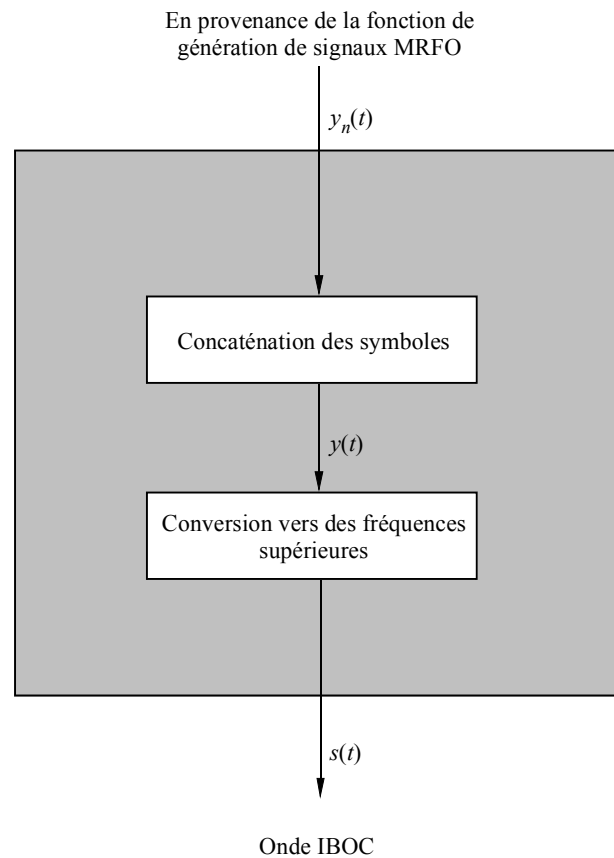 En provenance de la fonction de
génération de signaux MRFO
yn(t)
Concaténation des symboles
y(t)
Conversion vers des fréquences
supérieures
s(t)
Onde IBOC